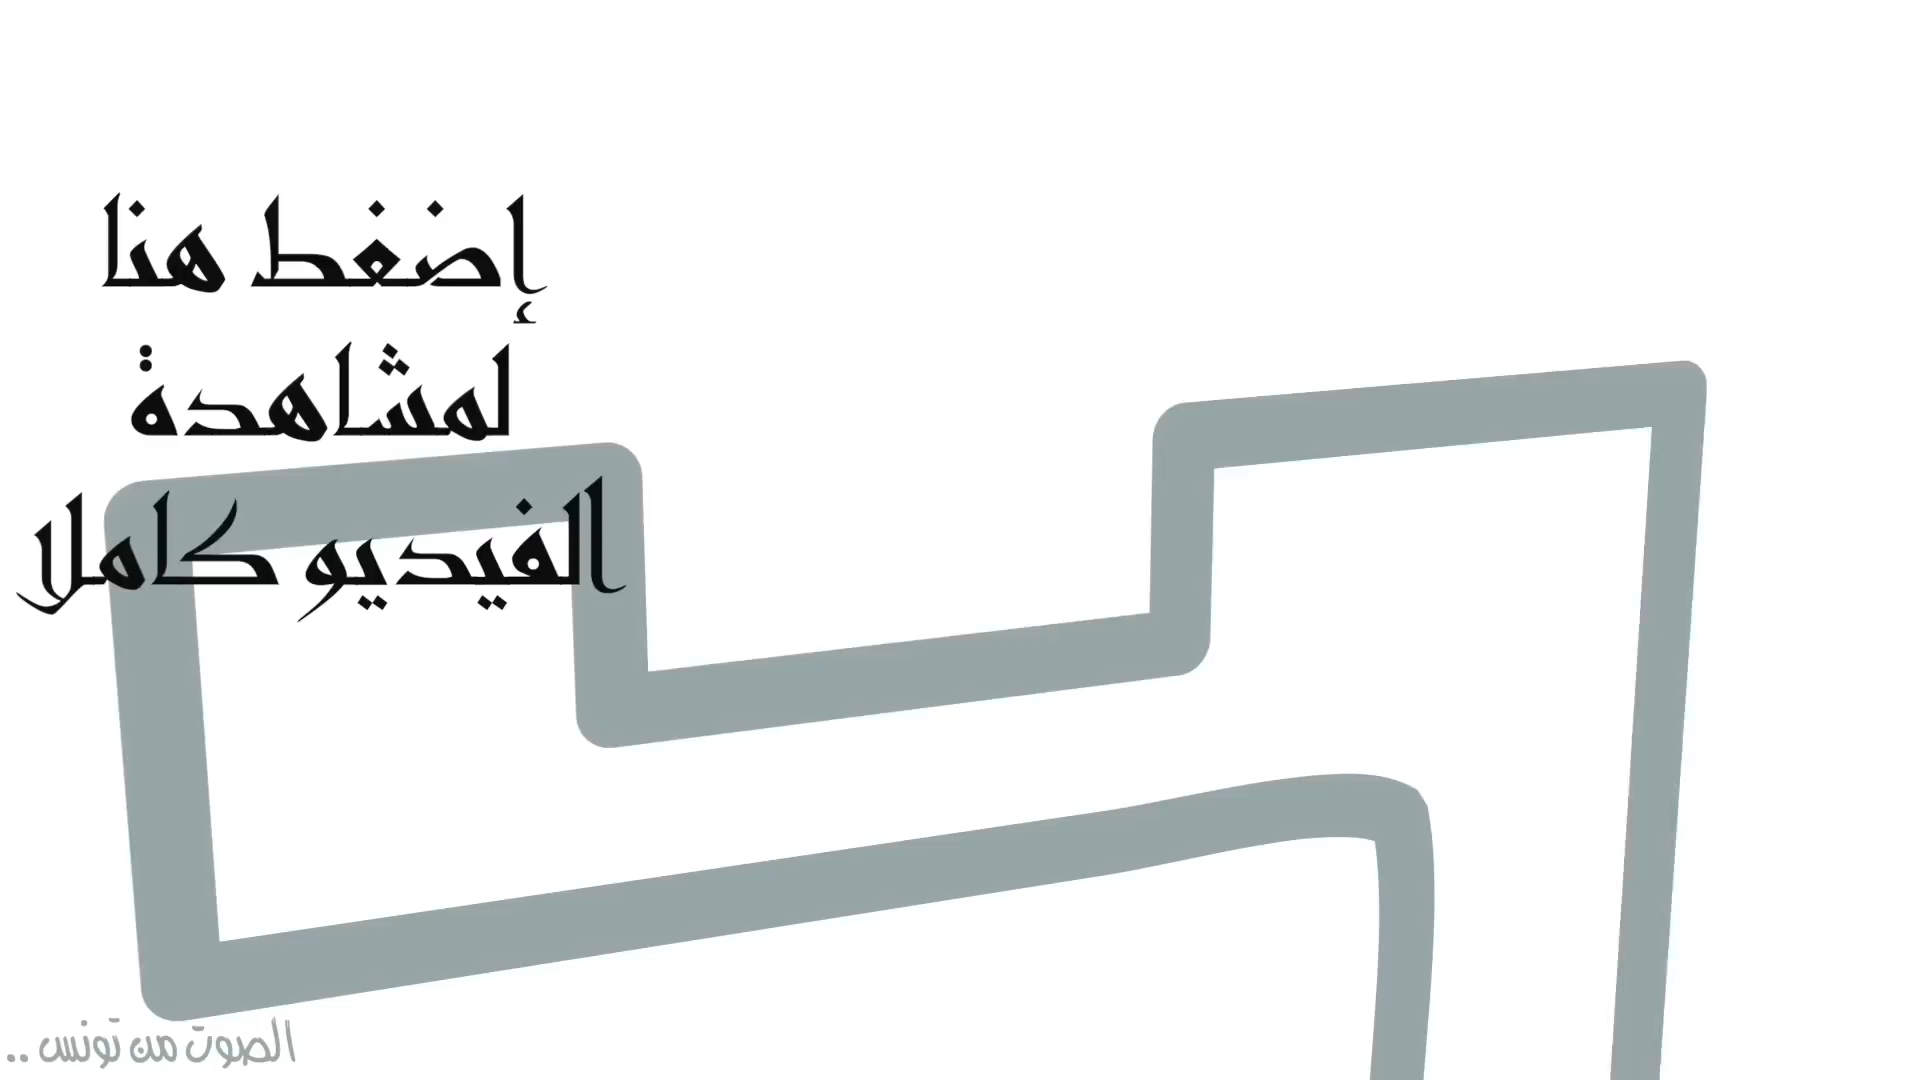 إضغط هنا
لمشاهدة
الفيديو كاملا
الصوت من تونس ..